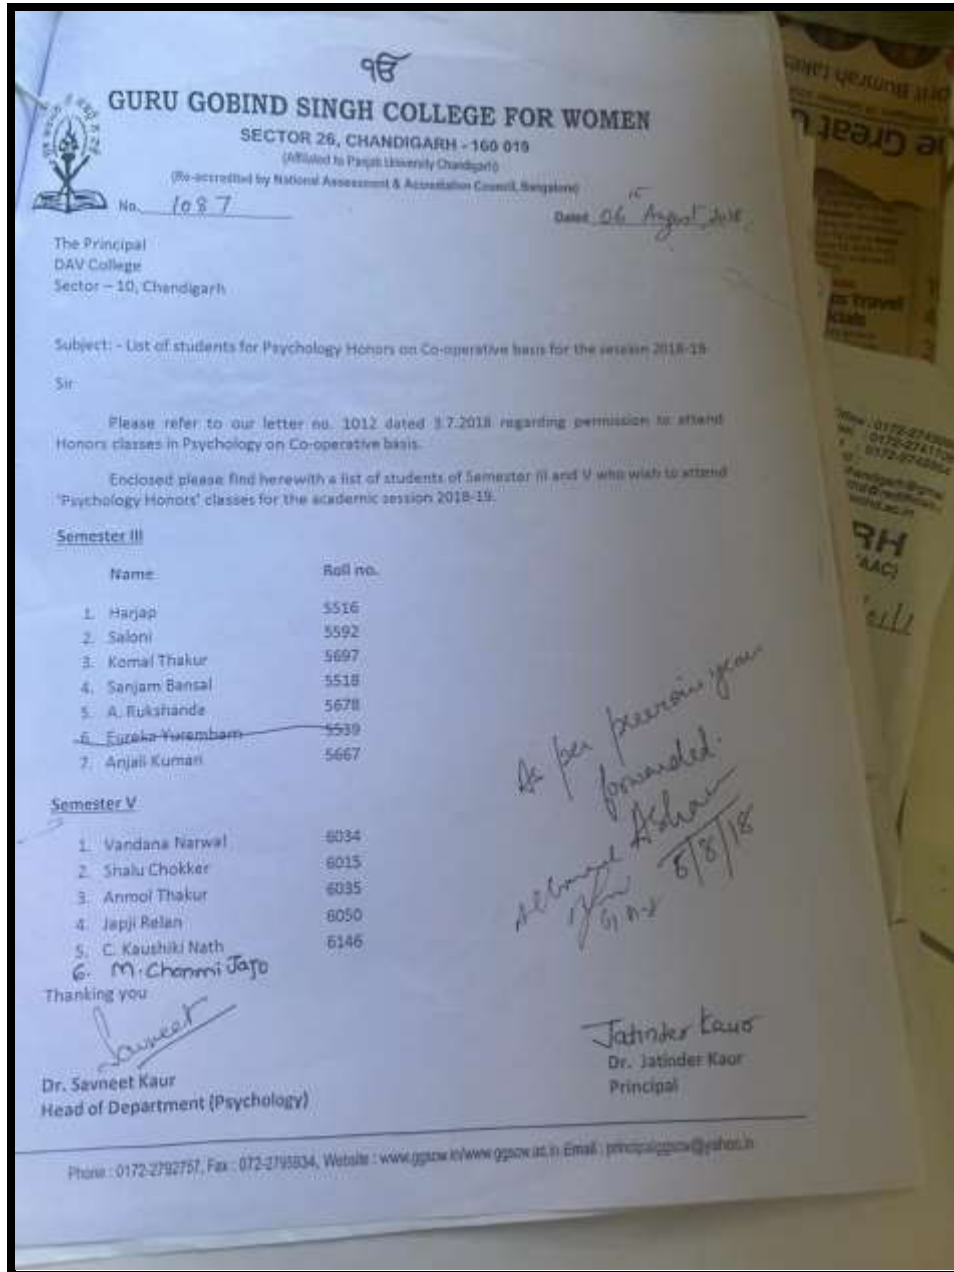 ੴ
GURU GOBIND SINGH COLLEGE FOR WOMEN
SECTOR 26, CHANDIGARH - 160 019
(Affiliated to Panjab University Chandigarh)
(Re-accredited by National Assessment & Accreditation Council, Bangalore)
No. 1087
Dated 06 August, 2018.
The Principal
DAV College
Sector – 10, Chandigarh
Subject: - List of students for Psychology Honors on Co-operative basis for the session 2018-19
Sir
Please refer to our letter no. 1012 dated 3.7.2018 regarding permission to attend
Honors classes in Psychology on Co-operative basis.
Enclosed please find herewith a list of students of Semester III and V who wish to attend
'Psychology Honors' classes for the academic session 2018-19.
Semester III
Name Roll no.
1. Harjap 5516
2. Saloni 5592
3. Komal Thakur 5697
4. Sanjam Bansal 5518
5. A. Rukshanda 5678
6. Eureka Yurembam 5539
7. Anjali Kumari 5667
As per previous year
forwarded.
8/8/18
Semester V
1. Vandana Narwal 6034
2. Shalu Chokker 6015
3. Anmol Thakur 6035
4. Japji Relan 6050
5. C. Kaushiki Nath 6146
6. M. Chonmi Jajo
Thanking you
Savneet
Dr. Savneet Kaur
Head of Department (Psychology)
Jatinder Kaur
Dr. Jatinder Kaur
Principal
Phone : 0172-2792757, Fax : 072-2795834, Website : www.ggscw.in/www.ggscw.ac.in Email : principalggscw@yahoo.in
e Great
travel
RH